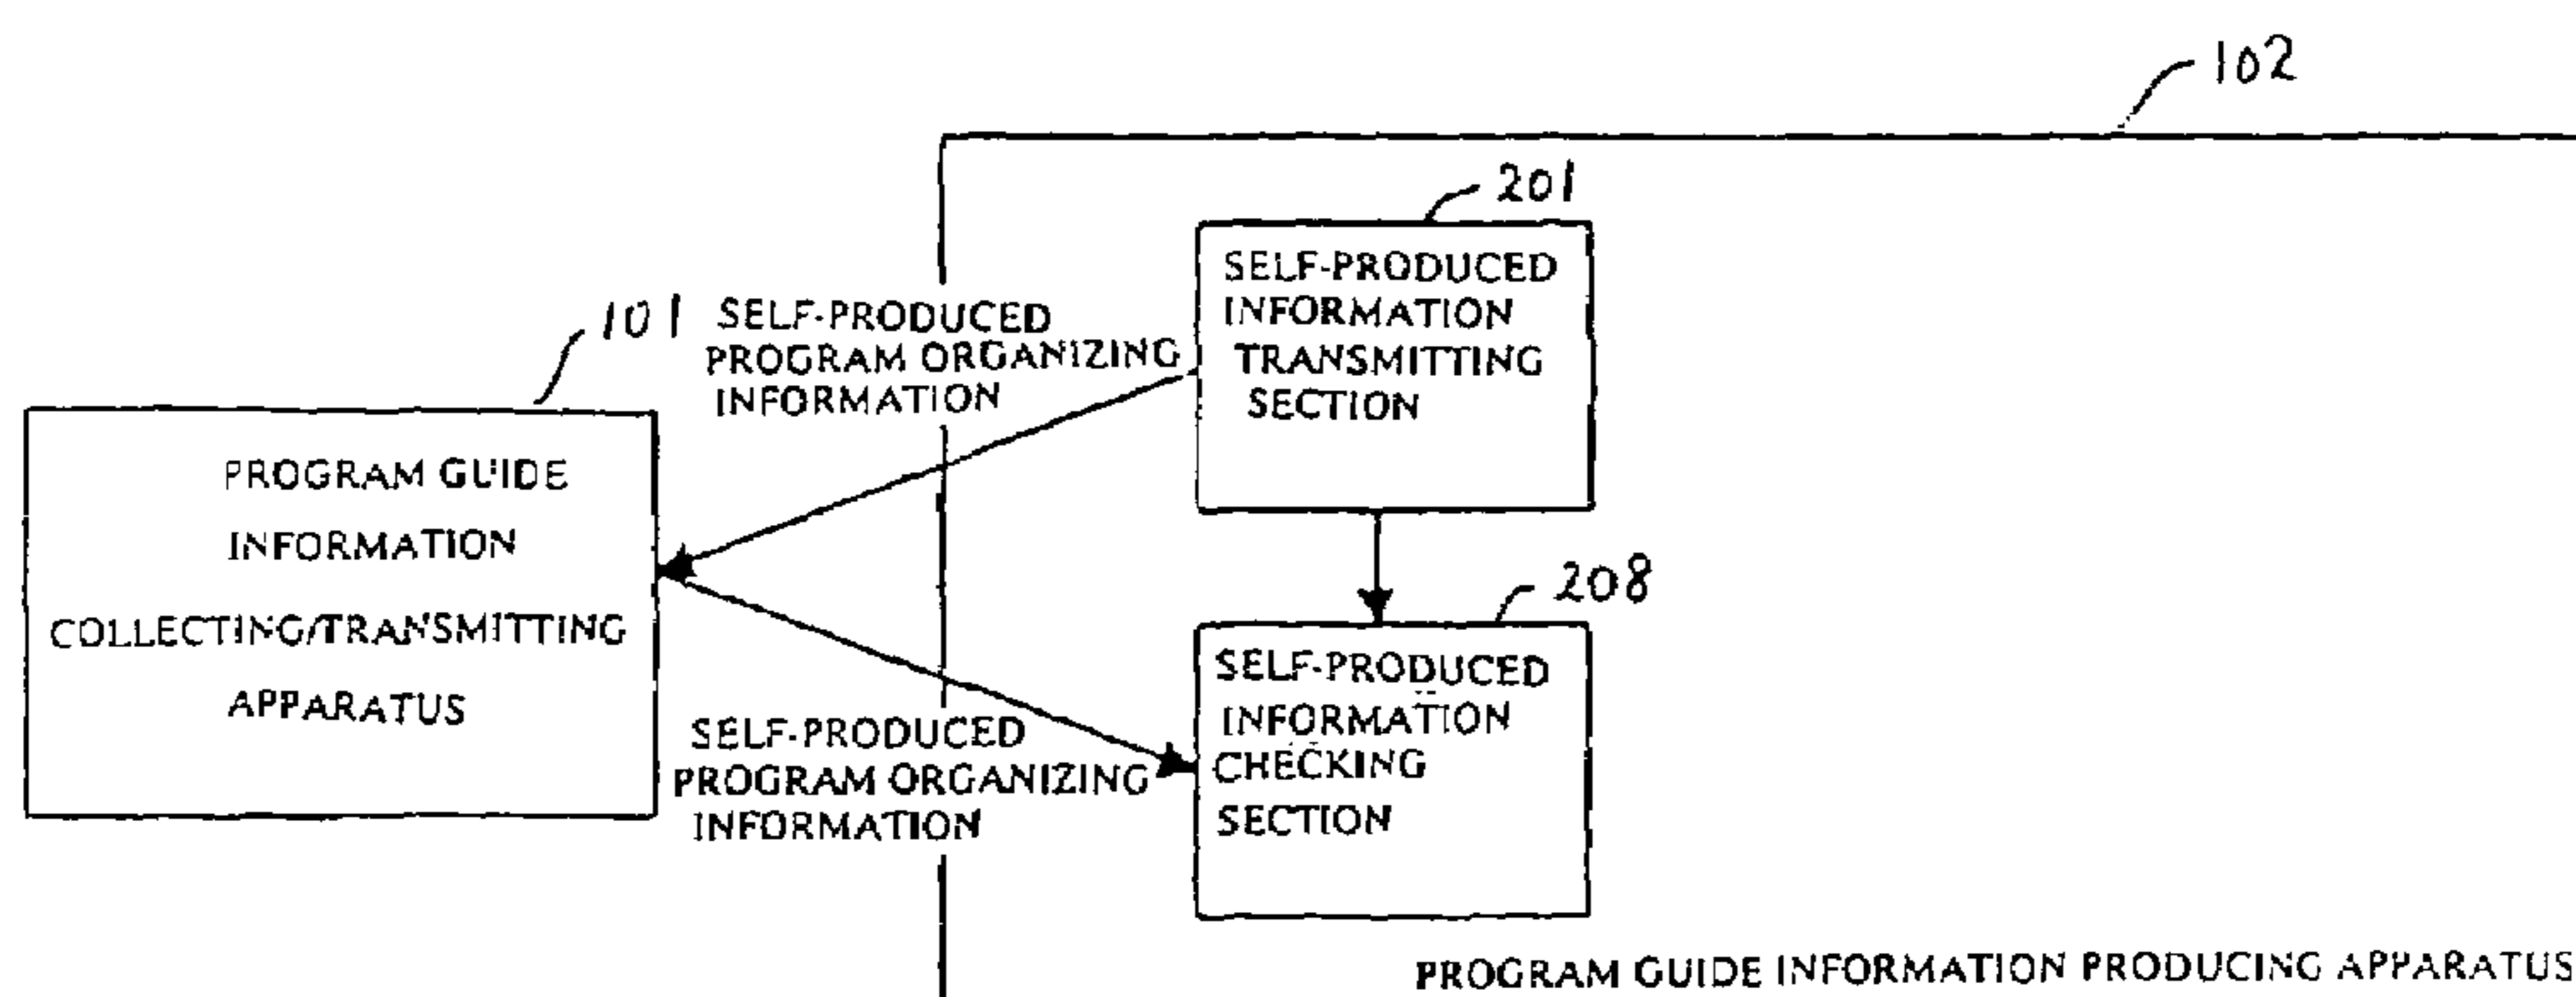 102
201
SELF-PRODUCED
INFORMATION
TRANSMITTING
SECTION
101
SELF-PRODUCED
PROGRAM ORGANIZING
INFORMATION
PROGRAM GUIDE
INFORMATION
COLLECTING/TRANSMITTING
APPARATUS
208
SELF-PRODUCED
INFORMATION
CHECKING
SECTION
SELF-PRODUCED
PROGRAM ORGANIZING
INFORMATION
PROGRAM GUIDE INFORMATION PRODUCING APPARATUS